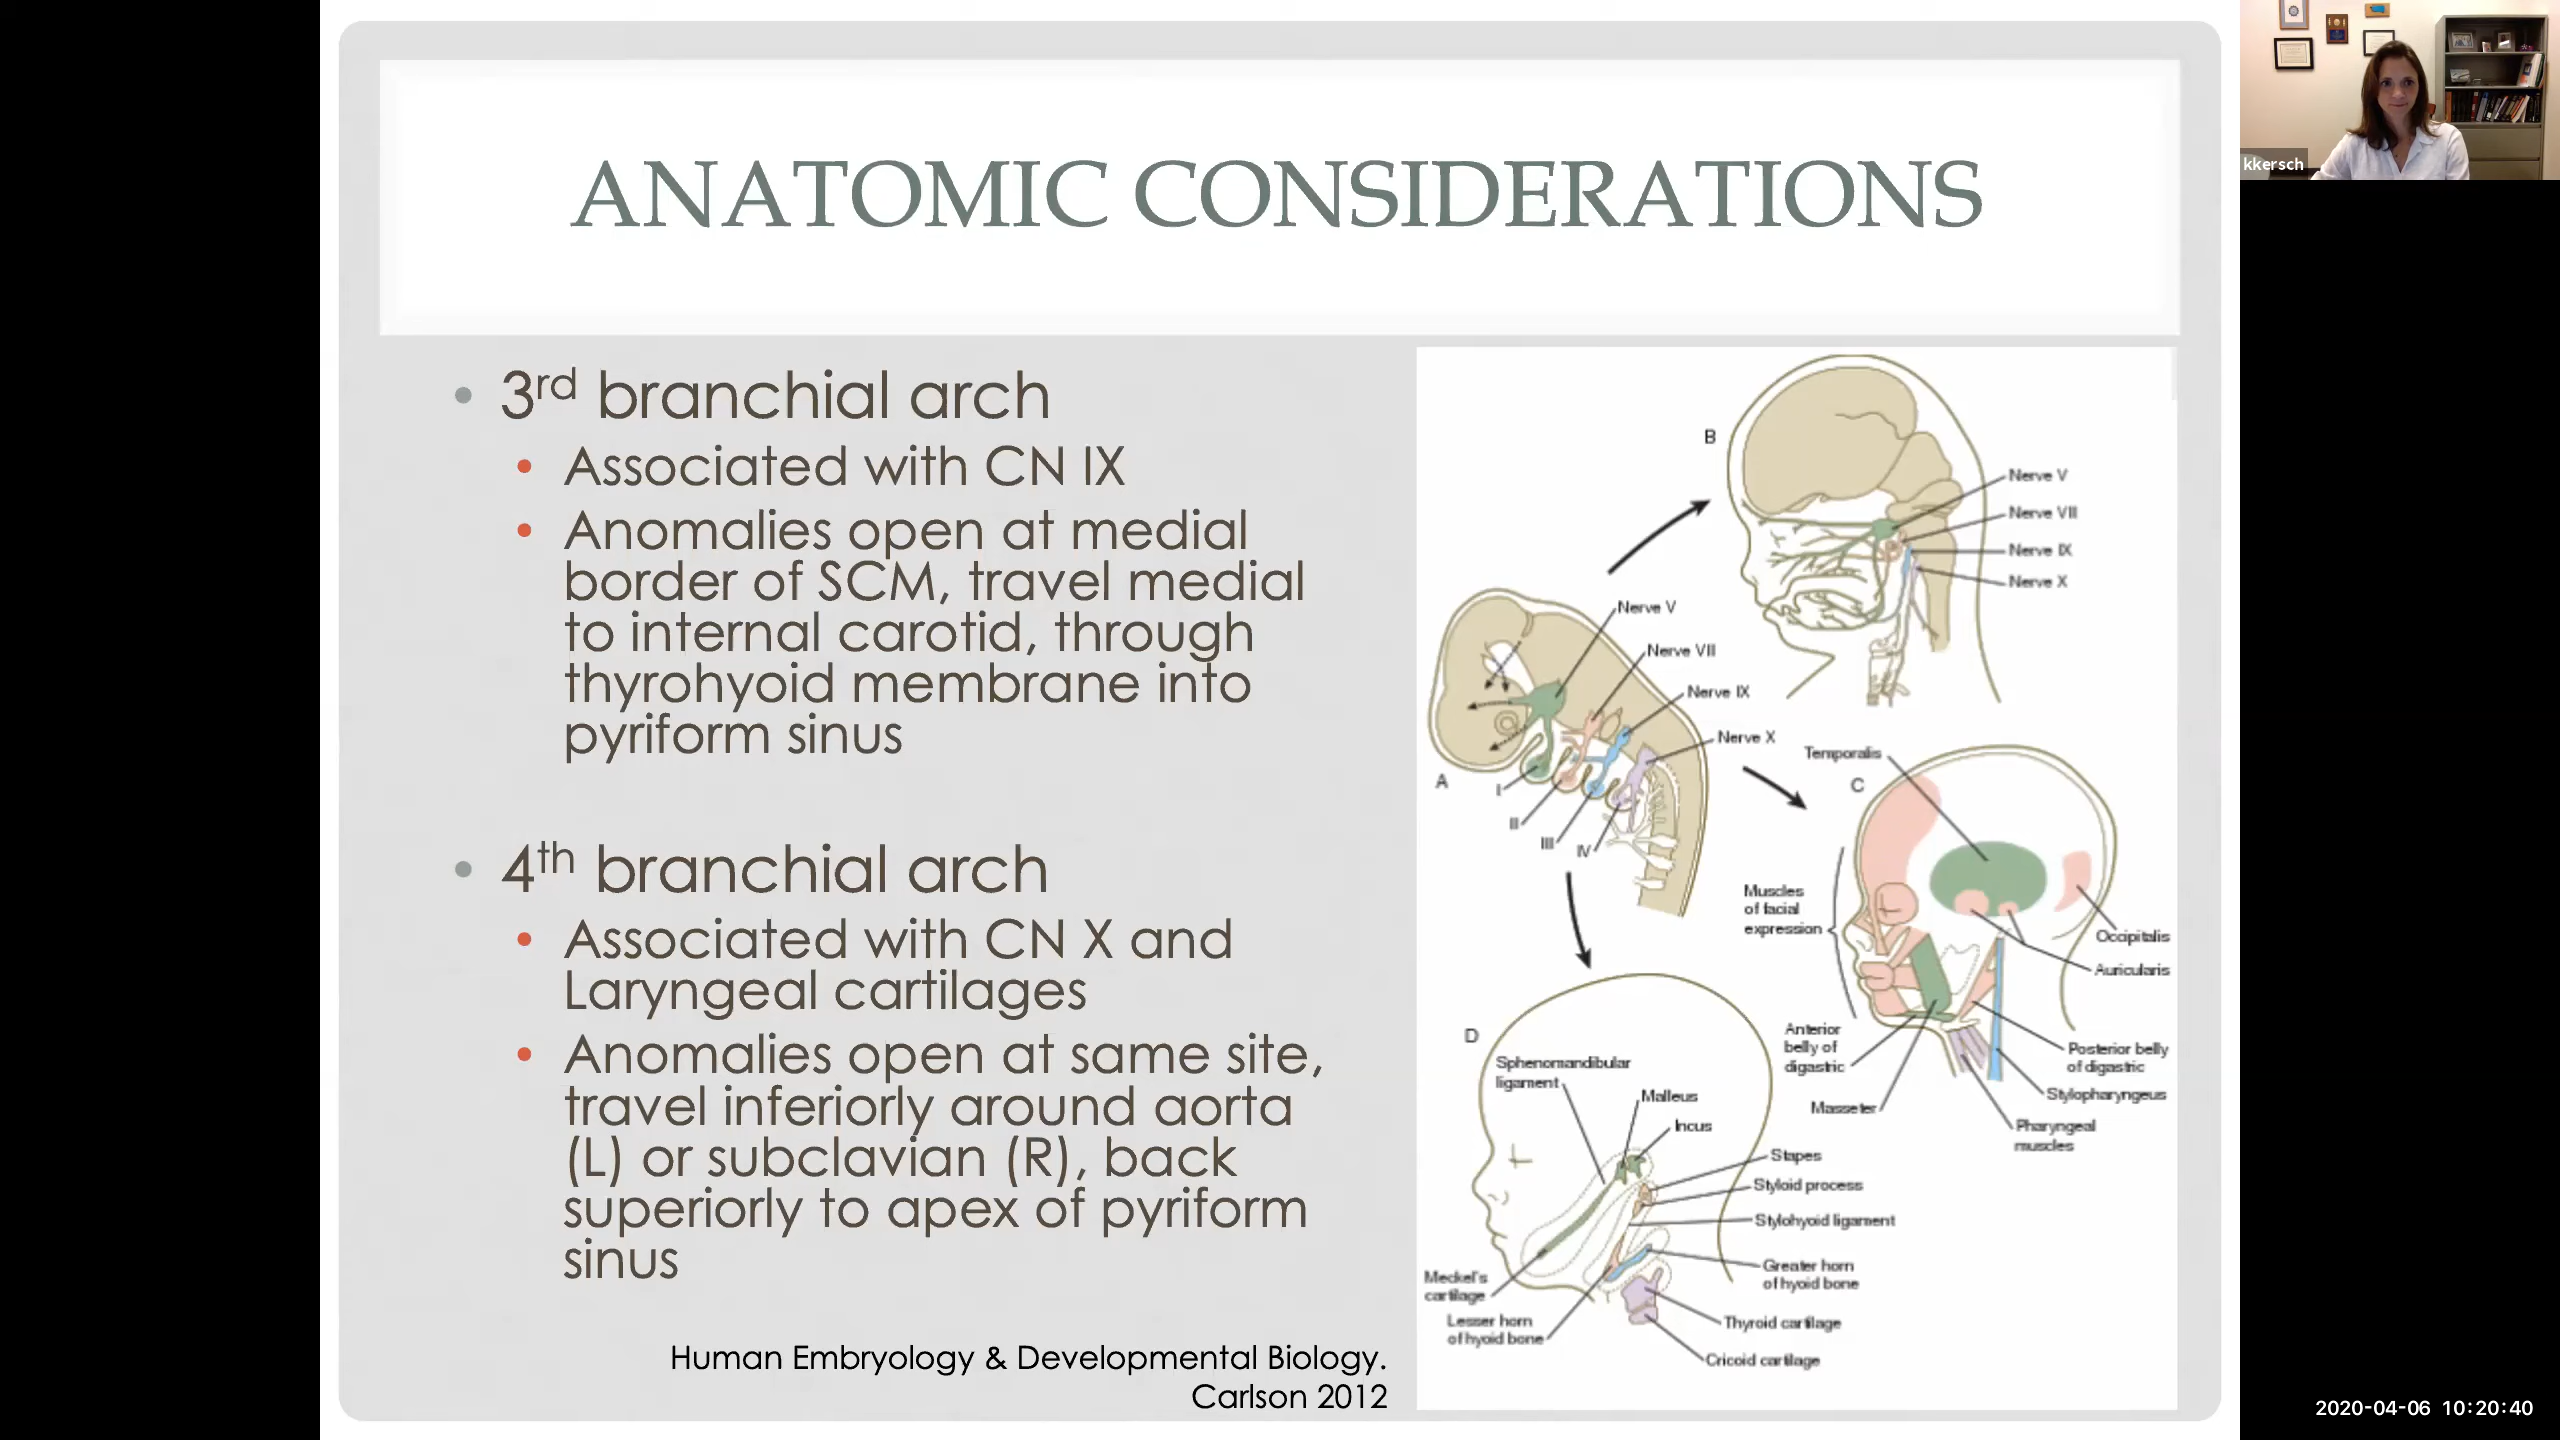 ANATOMIC CONSIDERATIONS
kkersch
• 3rd branchial arch
• Associated with CN IX
• Anomalies open at medial
border of SCM, travel medial
to internal carotid, through
thyrohyoid membrane into
pyriform sinus
• 4th branchial arch
• Associated with CN X and
Laryngeal cartilages
• Anomalies open at same site,
travel inferiorly around aorta
(L) or subclavian (R), back
superiorly to apex of pyriform
sinus
Human Embryology & Developmental Biology.
Carlson 2012
B
Nerve V
Nerve VII
Nerve IX
Nerve X
Nerve V
Nerve VII
Nerve IX
Nerve X
A
I
II
III
IV
Temporalis
C
Muscles
of facial
expression
Occipitalis
Auricularis
Anterior
belly of
digastric
Posterior belly
of digastric
Masseter
Stylopharyngeus
Pharyngeal
muscles
D
Sphenomandibular
ligament
Malleus
Incus
Stapes
Styloid process
Stylohyoid ligament
Greater horn
of hyoid bone
Meckel's
cartilage
Lesser horn
of hyoid bone
Thyroid cartilage
Cricoid cartilage
2020-04-06 10:20:40